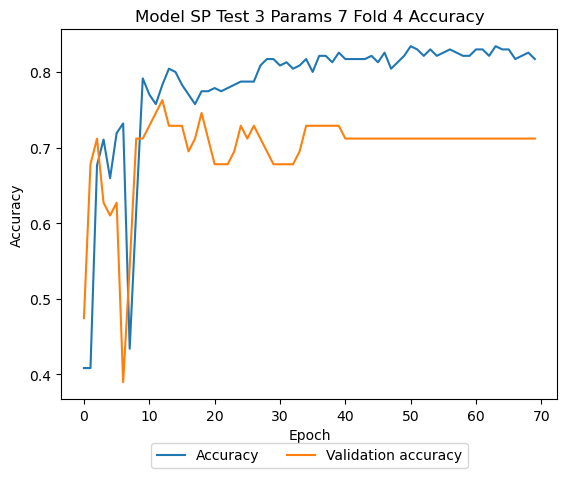 Model SP Test 3 Params 7 Fold 4 Accuracy
0.8
0.7
0.6
0.5
0.4
Accuracy
0 10 20 30 40 50 60 70
Epoch
Accuracy Validation accuracy